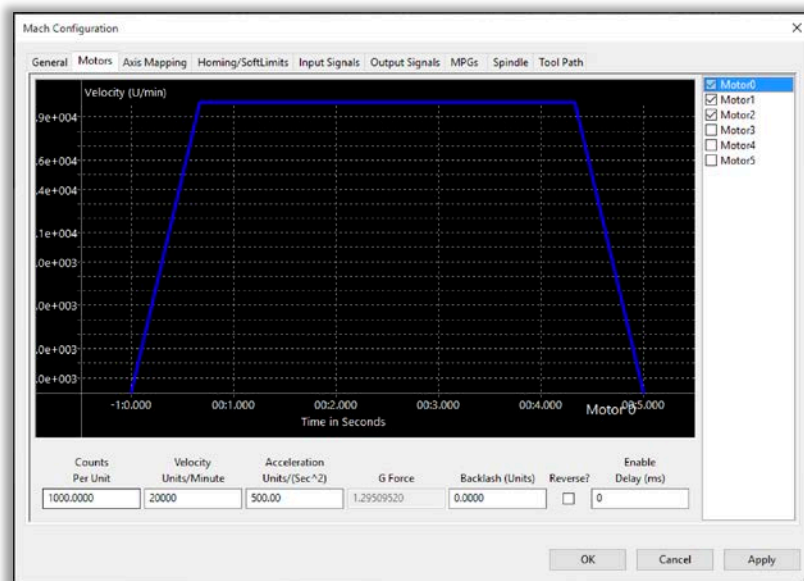 Mach Configuration
General Motors Axis Mapping Homing/SoftLimits Input Signals Output Signals MPGs Spindle Tool Path
Velocity (U/min)
.9e+004
.6e+004
.4e+004
.1e+004
.0e+003
.0e+003
.0e+003
.0e+003
-1:0.000 00:1.000 00:2.000 00:3.000 00:4.000 00:5.000
Time in Seconds
Motor 0
Motor0
Motor1
Motor2
Motor3
Motor4
Motor5
Counts Per Unit
Velocity Units/Minute
Acceleration Units/(Sec^2)
G Force
Backlash (Units)
Reverse?
Enable Delay (ms)
1000.0000 20000 500.00 1.29509520 0.0000 0
OK Cancel Apply